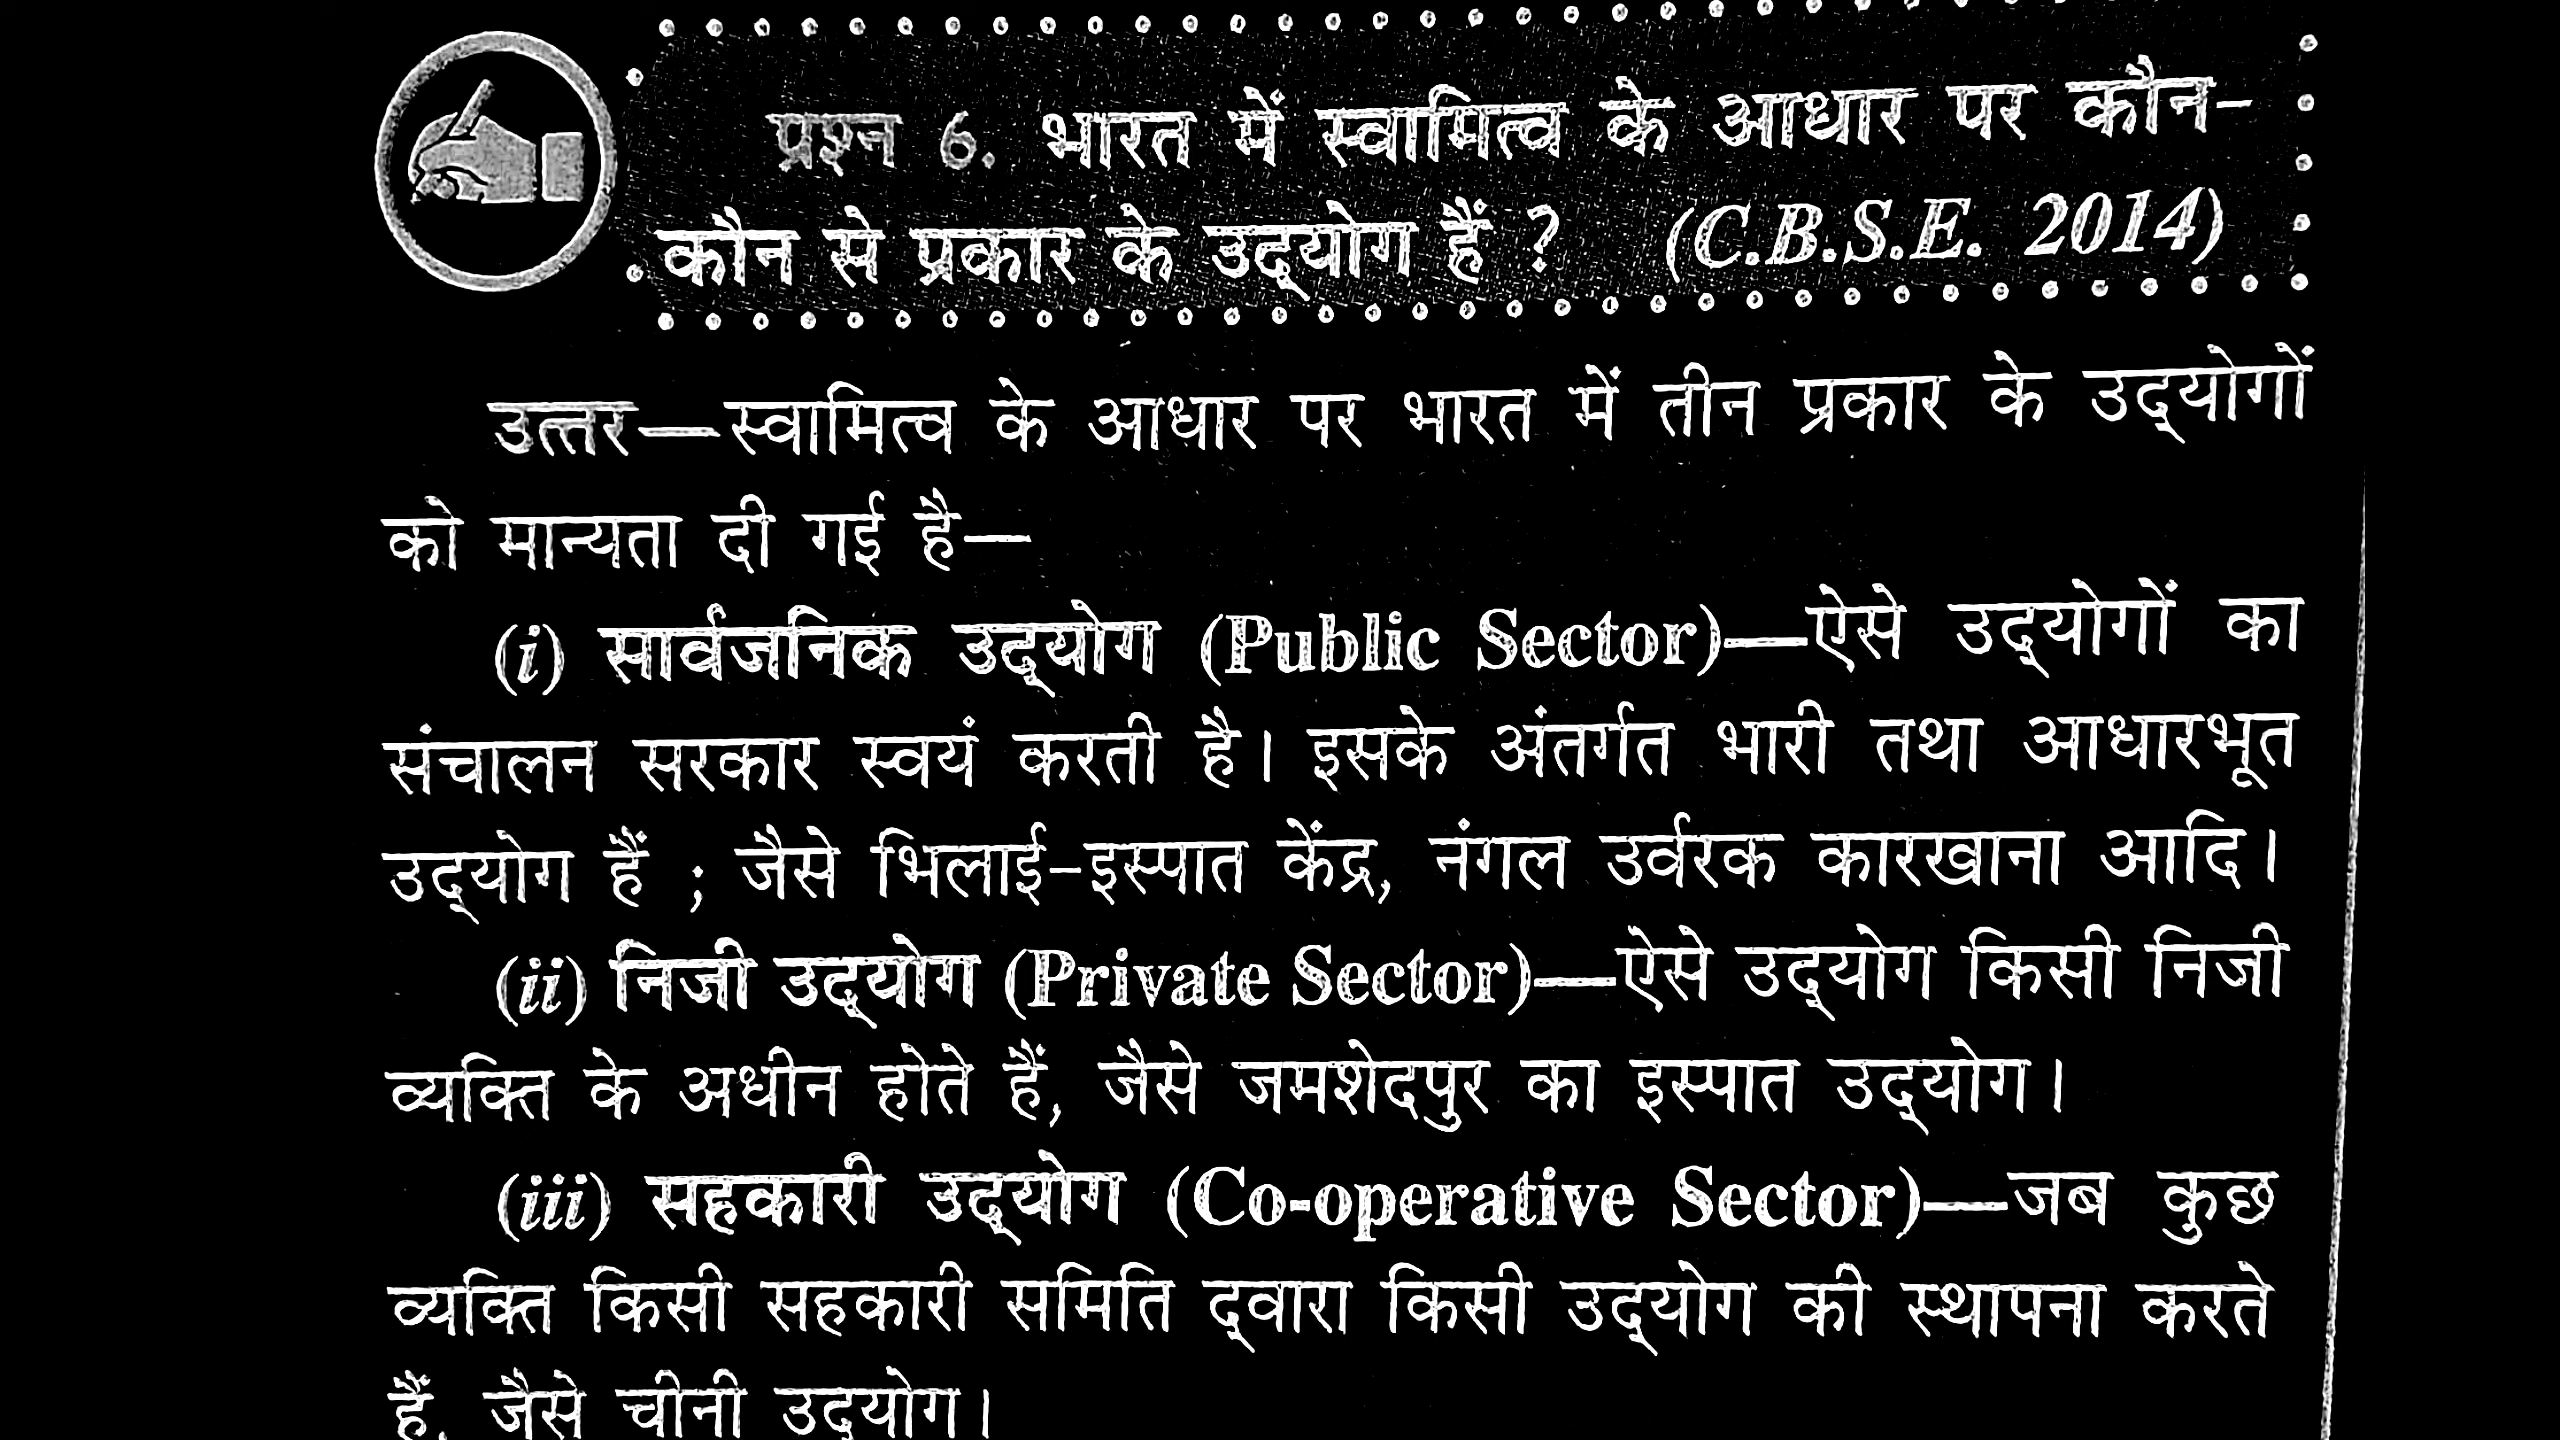 प्रश्न 6. भारत में स्वामित्व के आधार पर कौन-
कौन से प्रकार के उद्‌योग हैं ? (C.B.S.E. 2014)
उत्तर—स्वामित्व के आधार पर भारत में तीन प्रकार के उद्‌योगों
को मान्यता दी गई है—
(i) सार्वजनिक उद्‌योग (Public Sector)—ऐसे उद्‌योगों का
संचालन सरकार स्वयं करती है। इसके अंतर्गत भारी तथा आधारभूत
उद्‌योग हैं ; जैसे भिलाई-इस्पात केंद्र, नंगल उर्वरक कारखाना आदि।
(ii) निजी उद्‌योग (Private Sector)—ऐसे उद्‌योग किसी निजी
व्यक्ति के अधीन होते हैं, जैसे जमशेदपुर का इस्पात उद्‌योग।
(iii) सहकारी उद्‌योग (Co-operative Sector)—जब कुछ
व्यक्ति किसी सहकारी समिति द्‌वारा किसी उद्‌योग की स्थापना करते
हैं, जैसे चीनी उद्‌योग।